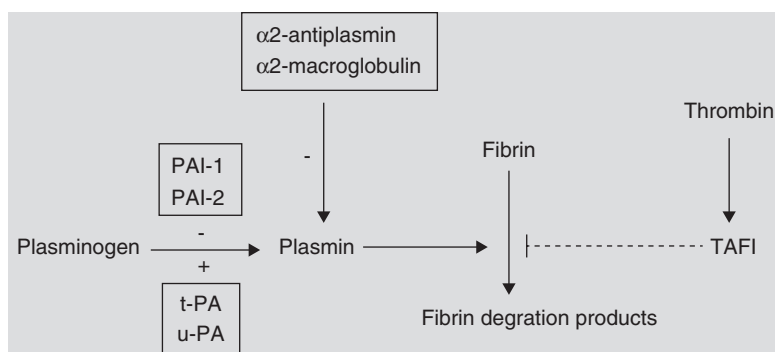 α2-antiplasmin
α2-macroglobulin
Thrombin
-
Fibrin
PAI-1
PAI-2
-
Plasminogen
Plasmin
TAFI
+
t-PA
u-PA
Fibrin degration products